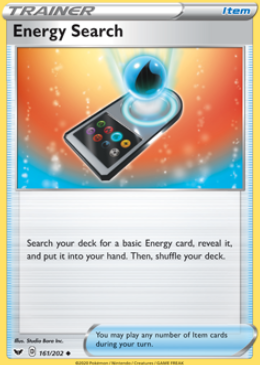 TRAINER Item
Energy Search
Search your deck for a basic Energy card, reveal it,
and put it into your hand. Then, shuffle your deck.
Illus. Studio Bora Inc.
D 161/202
You may play any number of Item cards
during your turn.
©2020 Pokémon / Nintendo / Creatures / GAME FREAK